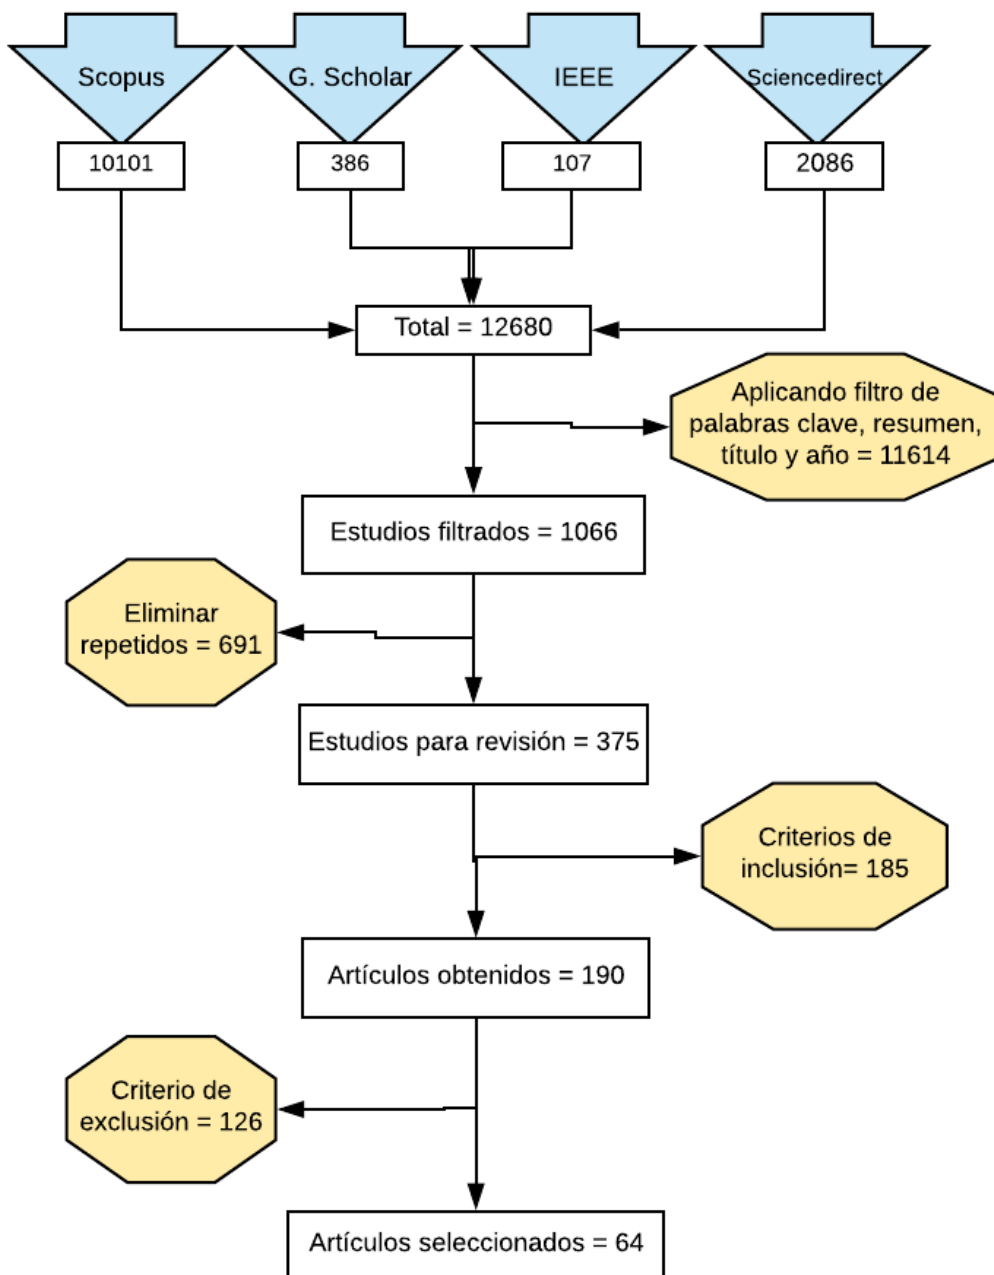 Scopus
G. Scholar
IEEE
Sciencedirect
10101
386
107
2086
Total = 12680
Aplicando filtro de
palabras clave, resumen,
título y año = 11614
Estudios filtrados = 1066
Eliminar
repetidos = 691
Estudios para revisión = 375
Criterios de
inclusión= 185
Artículos obtenidos = 190
Criterio de
exclusión = 126
Artículos seleccionados = 64